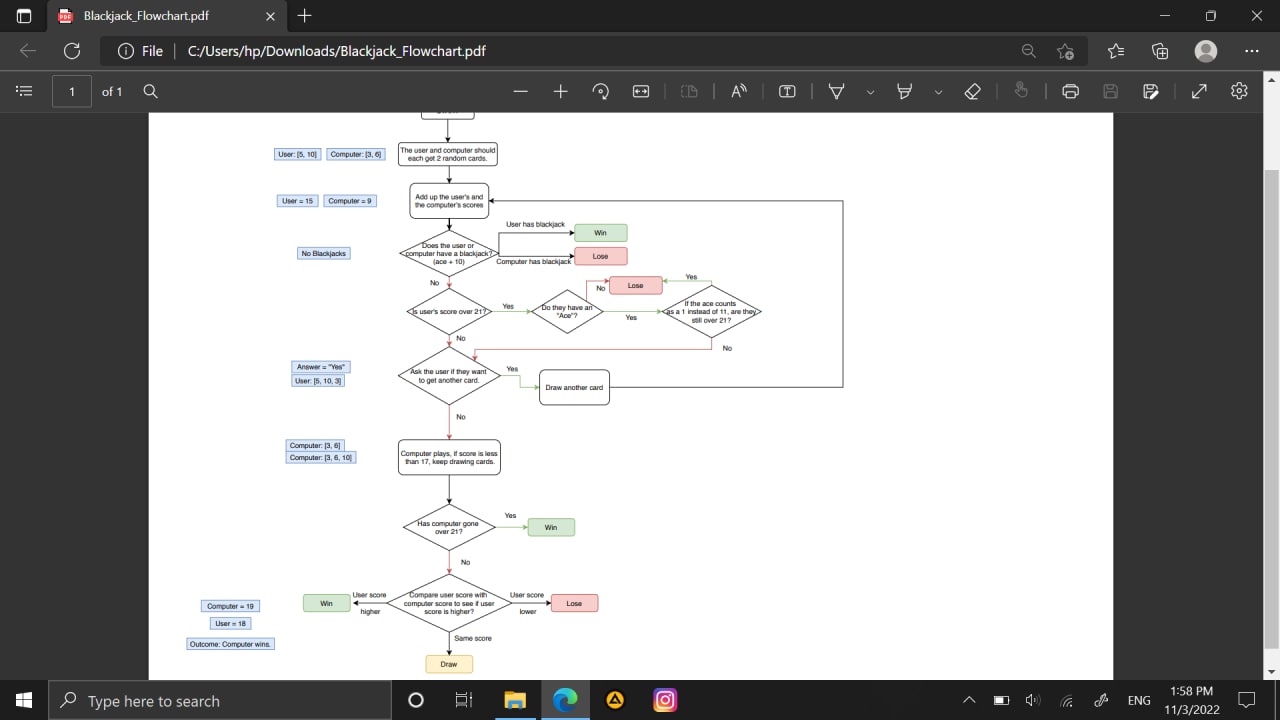 Blackjack_Flowchart.pdf
File
C:/Users/hp/Downloads/Blackjack_Flowchart.pdf
1
of 1
User: [5, 10]
Computer: [3, 6]
The user and computer should
each get 2 random cards.
User = 15
Computer = 9
Add up the user's and
the computer's scores
No Blackjacks
Does the user or
computer have a blackjack?
(ace + 10)
User has blackjack
Win
Computer has blackjack
Lose
No
Is user's score over 21?
Yes
Do they have an
"Ace"?
No
Lose
Yes
Yes
If the ace counts
as a 1 instead of 11, are they
still over 21?
No
No
Answer = "Yes"
User: [5, 10, 3]
Ask the user if they want
to get another card.
Yes
Draw another card
No
Computer: [3, 6]
Computer: [3, 6, 10]
Computer plays, if score is less
than 17, keep drawing cards.
Has computer gone
over 21?
Yes
Win
No
Computer = 19
User = 18
Outcome: Computer wins.
Win
User score
higher
Compare user score with
computer score to see if user
score is higher?
User score
lower
Lose
Same score
Draw
Type here to search
ENG
1:58 PM
11/3/2022